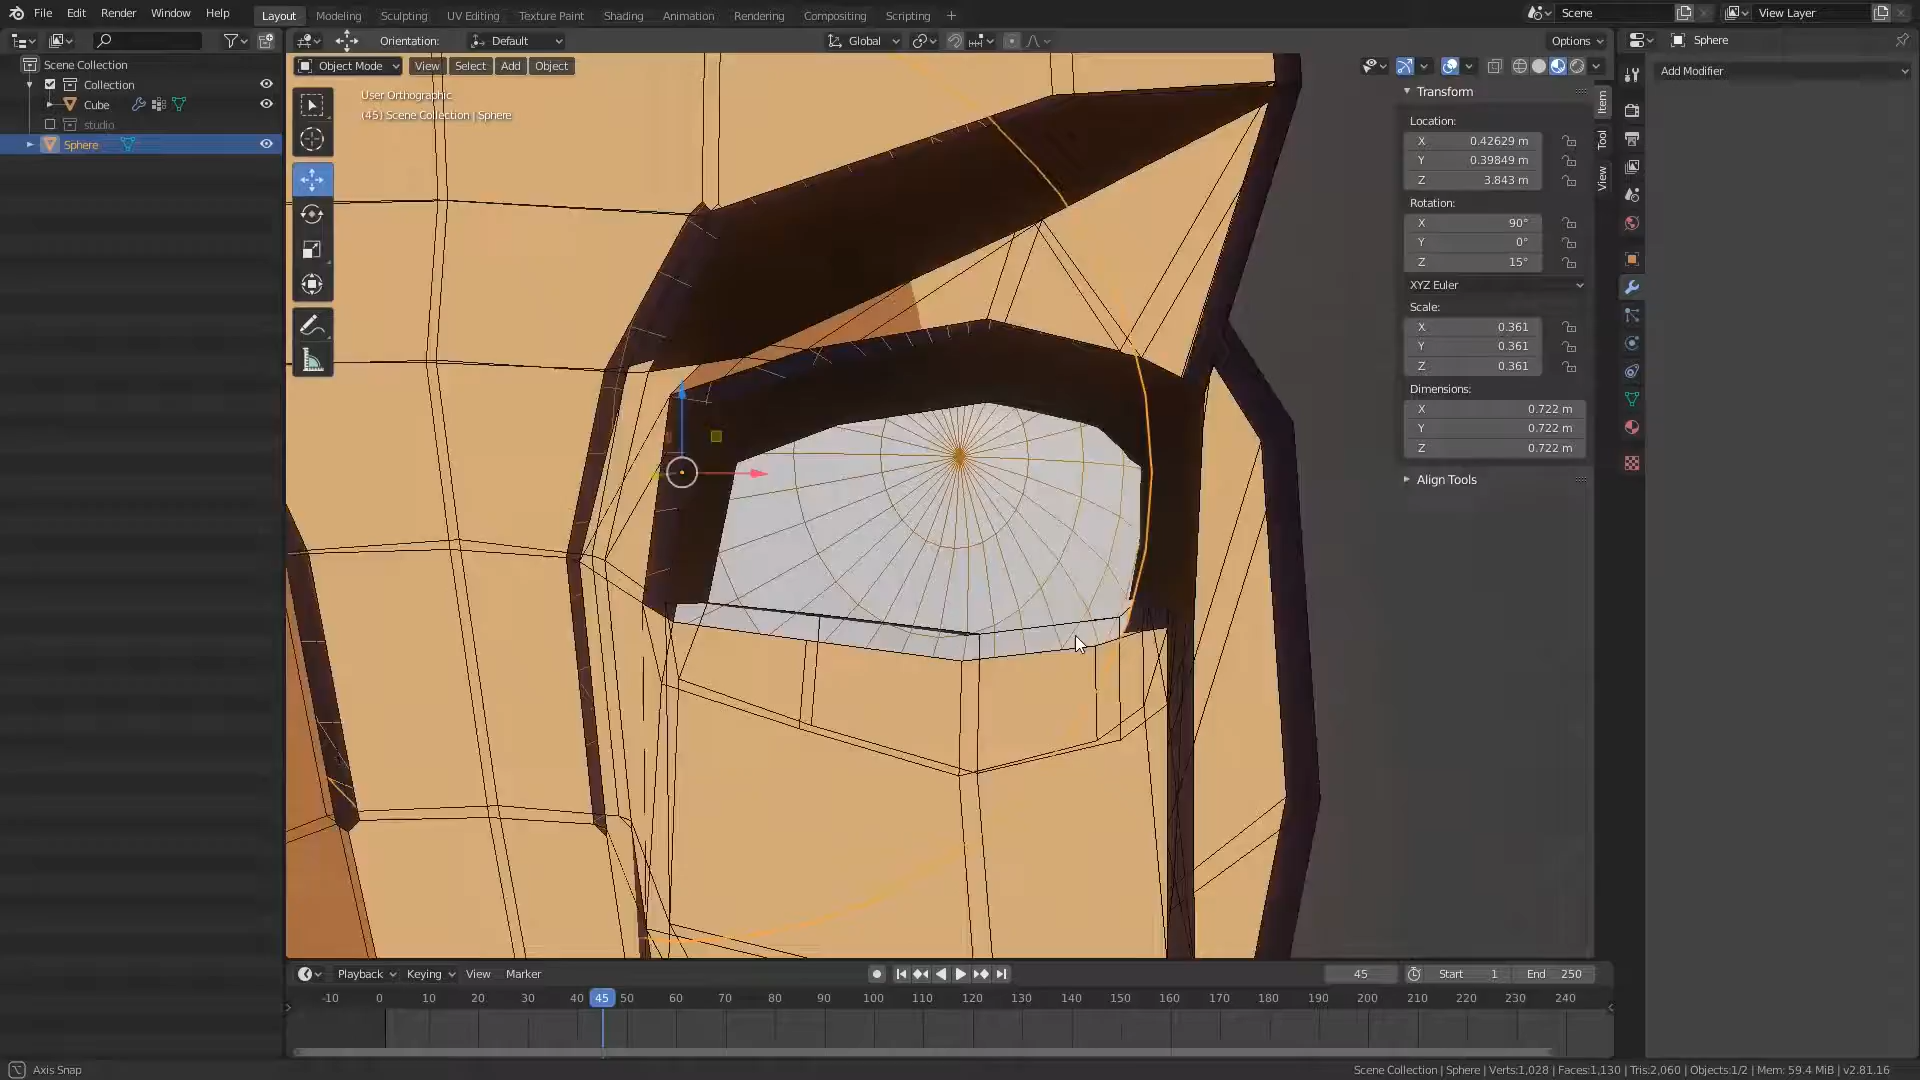 File Edit Render Window Help Layout Modeling Sculpting UV Editing Texture Paint Shading Animation Rendering Compositing Scripting + Scene View Layer
Orientation: Default Global Options Sphere
Scene Collection
Collection
Cube
studio
Sphere
Object Mode View Select Add Object
User Orthographic
(45) Scene Collection | Sphere
Transform
Location:
X 0.42629 m
Y 0.39849 m
Z 3.843 m
Rotation:
X 90°
Y 0°
Z 15°
XYZ Euler
Scale:
X 0.361
Y 0.361
Z 0.361
Dimensions:
X 0.722 m
Y 0.722 m
Z 0.722 m
Align Tools
Item
Tool
View
Add Modifier
Playback Keying View Marker 45 Start 1 End 250
-10 0 10 20 30 40 45 50 60 70 80 90 100 110 120 130 140 150 160 170 180 190 200 210 220 230 240
Axis Snap
Scene Collection | Sphere | Verts:1,028 | Faces:1,130 | Tris:2,060 | Objects:1/2 | Mem: 59.4 MiB | v2.81.16